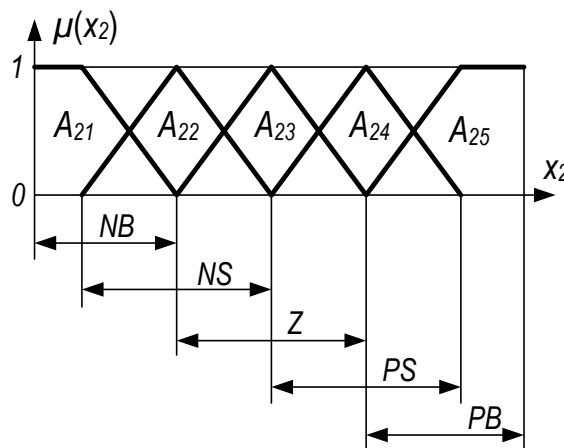 μ(x₂)
1
A₂₁ A₂₂ A₂₃ A₂₄ A₂₅
0 x₂
NB
NS
Z
PS
PB